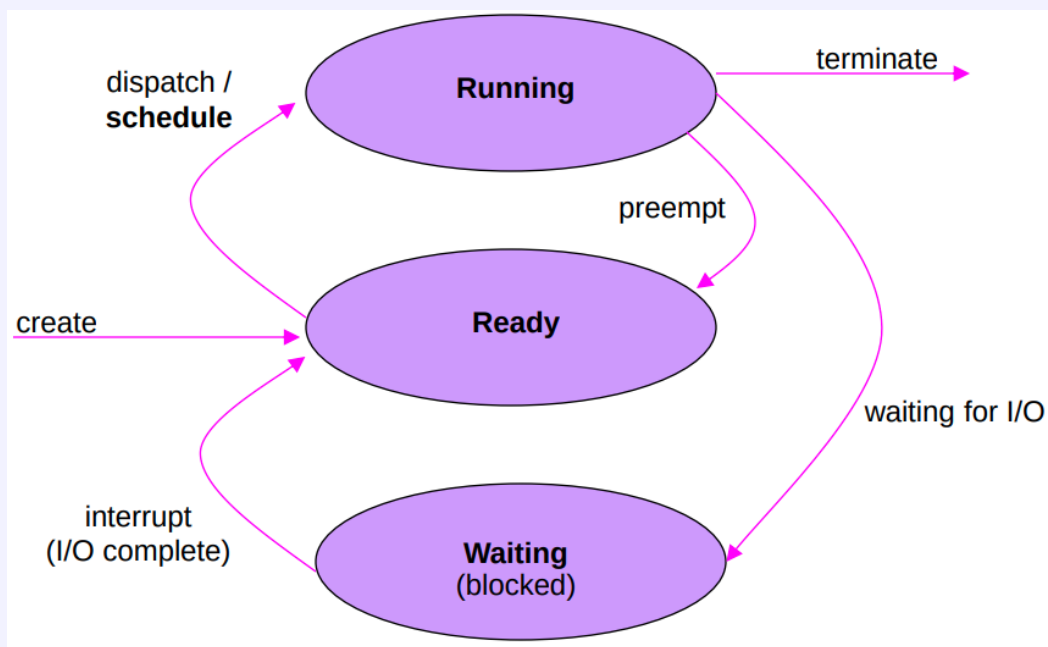 terminate
dispatch /
schedule
Running
preempt
create
Ready
waiting for I/O
interrupt
(I/O complete)
Waiting
(blocked)